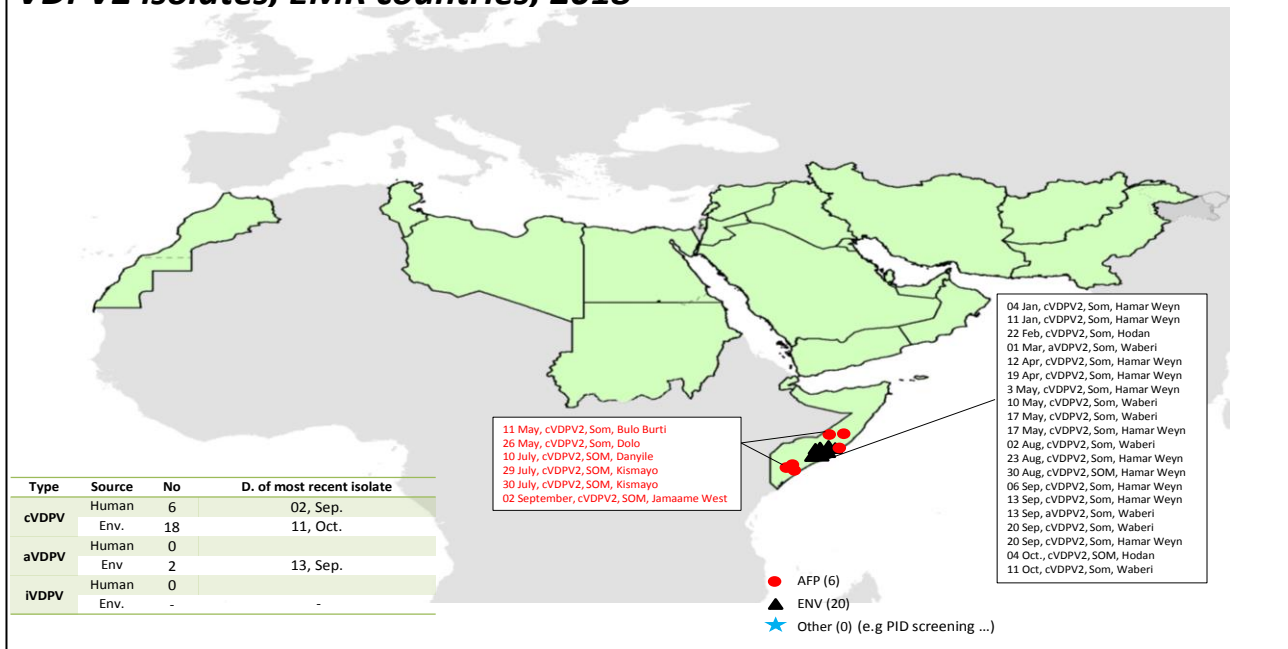 VDPV2 isolates, EMR countries, 2018
04 Jan, cVDPV2, Som, Hamar Weyn
11 Jan, cVDPV2, Som, Hamar Weyn
22 Feb, cVDPV2, Som, Hodan
01 Mar, aVDPV2, Som, Waberi
12 Apr, cVDPV2, Som, Hamar Weyn
19 Apr, cVDPV2, Som, Hamar Weyn
3 May, cVDPV2, Som, Hamar Weyn
10 May, cVDPV2, Som, Waberi
17 May, cVDPV2, Som, Waberi
17 May, cVDPV2, Som, Hamar Weyn
02 Aug, cVDPV2, Som, Waberi
23 Aug, cVDPV2, Som, Hamar Weyn
30 Aug, cVDPV2, SOM, Hamar Weyn
06 Sep, cVDPV2, Som, Hamar Weyn
13 Sep, cVDPV2, Som, Hamar Weyn
13 Sep, aVDPV2, Som, Waberi
20 Sep, cVDPV2, Som, Waberi
20 Sep, cVDPV2, Som, Hamar Weyn
04 Oct., cVDPV2, SOM, Hodan
11 Oct, cVDPV2, Som, Waberi
11 May, cVDPV2, Som, Bulo Burti
26 May, cVDPV2, Som, Dolo
10 July, cVDPV2, SOM, Danyile
29 July, cVDPV2, SOM, Kismayo
30 July, cVDPV2, SOM, Kismayo
02 September, cVDPV2, SOM, Jamaame West
Type Source No D. of most recent isolate
cVDPV Human 6 02, Sep.
Env. 18 11, Oct.
aVDPV Human 0
Env 2 13, Sep.
iVDPV Human 0
Env. - -
AFP (6)
ENV (20)
Other (0) (e.g PID screening ...)